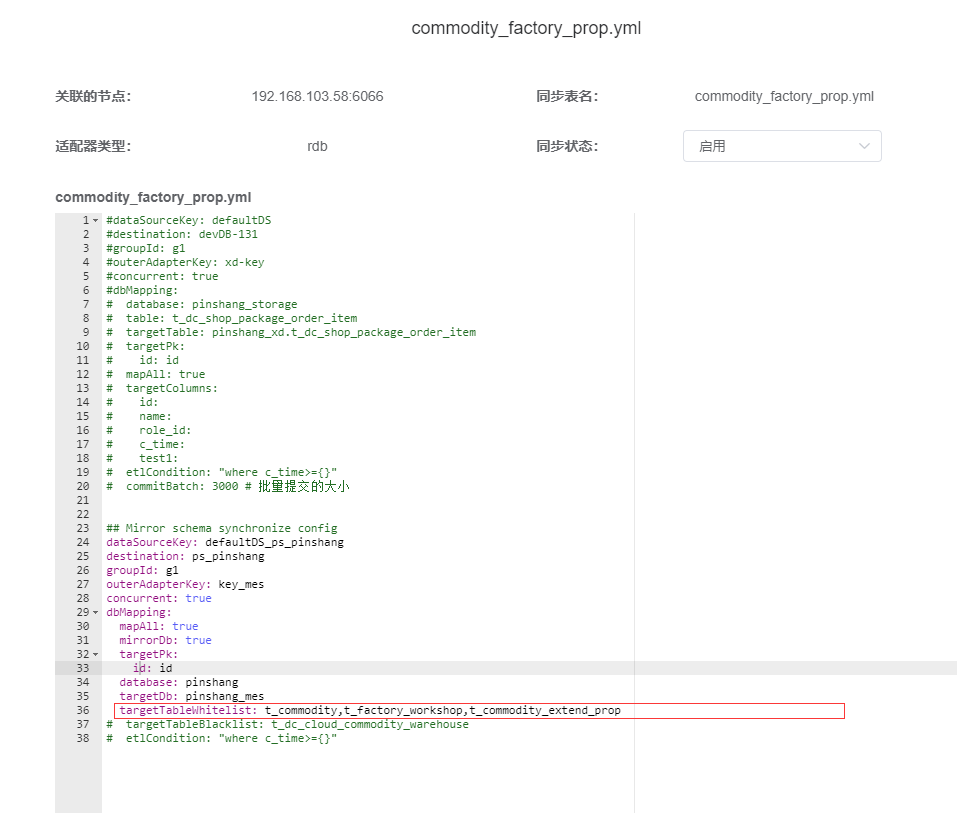 commodity_factory_prop.yml
关联的节点: 192.168.103.58:6066 同步表名: commodity_factory_prop.yml
适配器类型: rdb 同步状态: 启用
commodity_factory_prop.yml
1 #dataSourceKey: defaultDS
2 #destination: devDB-131
3 #groupId: g1
4 #outerAdapterKey: xd-key
5 #concurrent: true
6 #dbMapping:
7 #  database: pinshang_storage
8 #  table: t_dc_shop_package_order_item
9 #  targetTable: pinshang_xd.t_dc_shop_package_order_item
10 #  targetPk:
11 #    id: id
12 #  mapAll: true
13 #  targetColumns:
14 #    id:
15 #    name:
16 #    role_id:
17 #    c_time:
18 #    test1:
19 #  etlCondition: "where c_time>={}"
20 #  commitBatch: 3000 # 批量提交的大小
21
22
23 ## Mirror schema synchronize config
24 dataSourceKey: defaultDS_ps_pinshang
25 destination: ps_pinshang
26 groupId: g1
27 outerAdapterKey: key_mes
28 concurrent: true
29 dbMapping:
30   mapAll: true
31   mirrorDb: true
32   targetPk:
33     id: id
34   database: pinshang
35   targetDb: pinshang_mes
36   targetTableWhitelist: t_commodity,t_factory_workshop,t_commodity_extend_prop
37 #  targetTableBlacklist: t_dc_cloud_commodity_warehouse
38 #  etlCondition: "where c_time>={}"